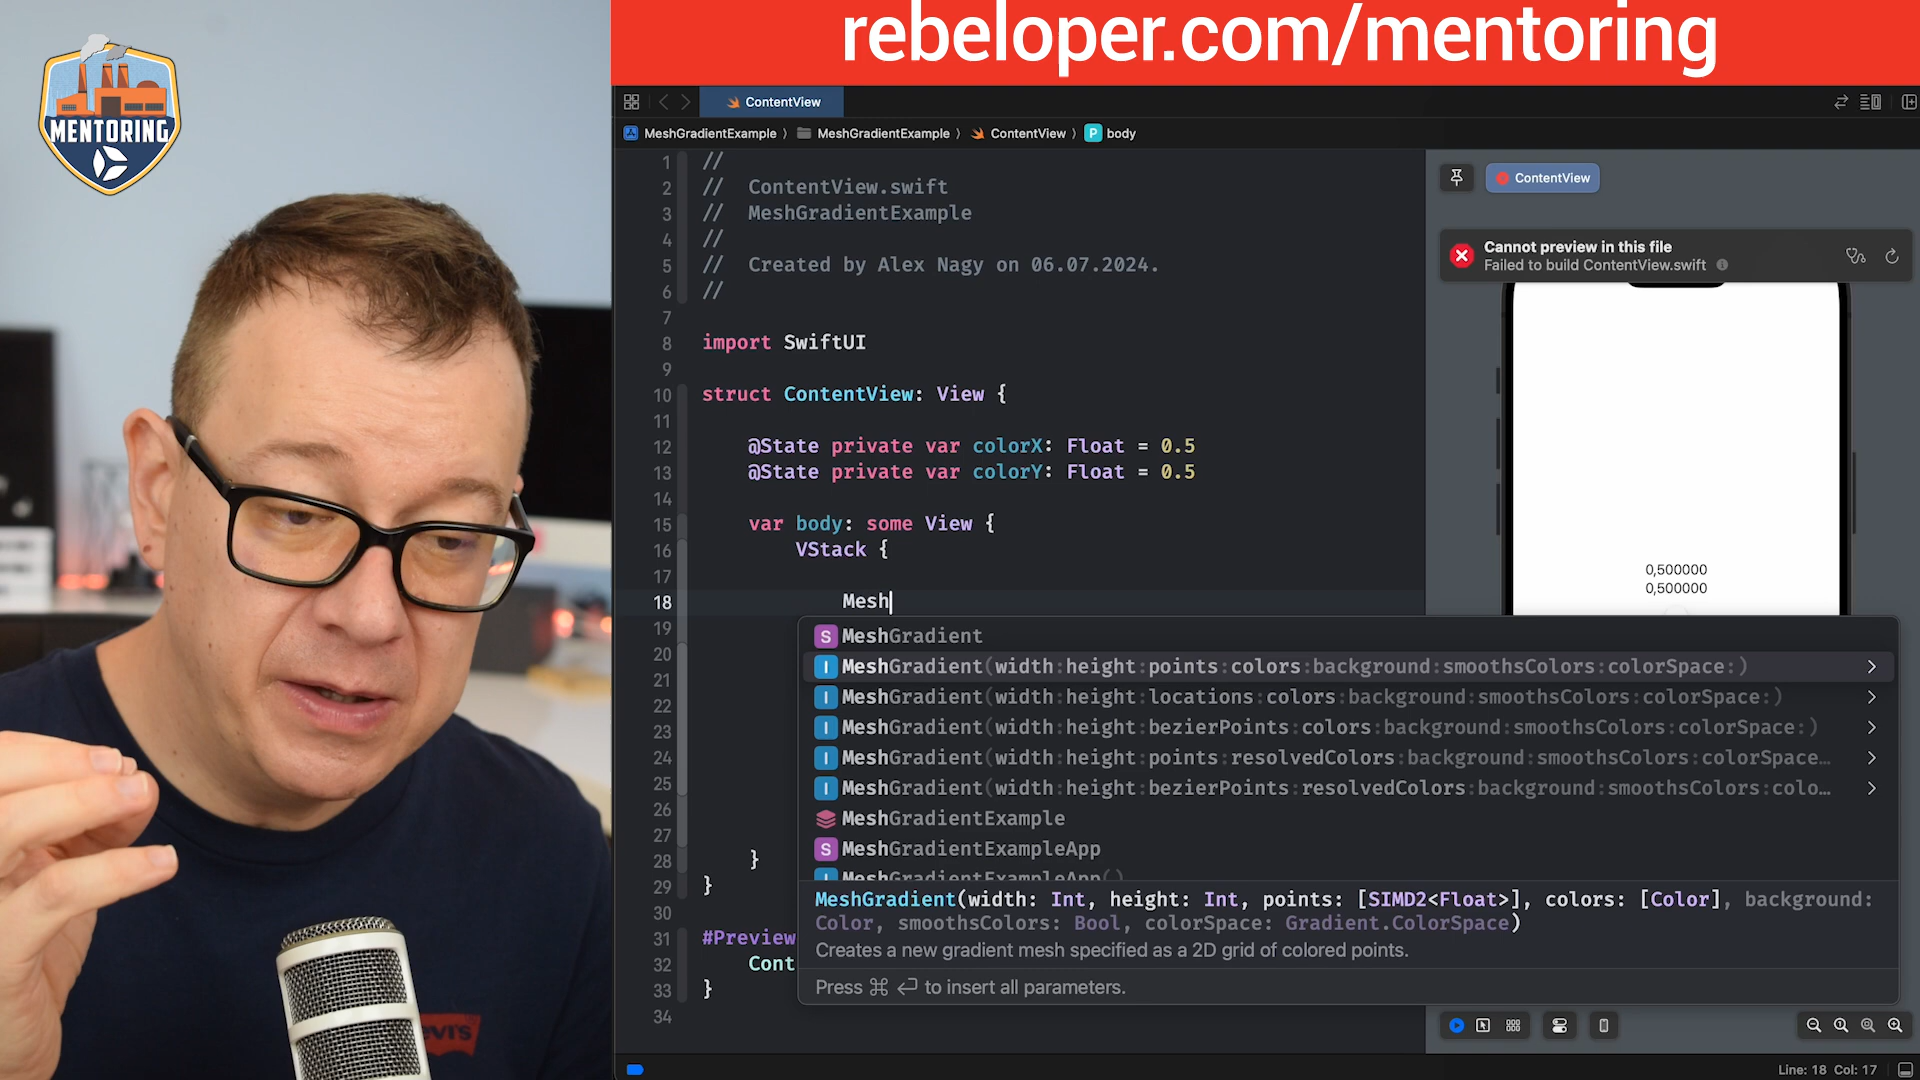 rebeloper.com/mentoring
MENTORING
ContentView
MeshGradientExample 〉 MeshGradientExample 〉 ContentView 〉 P body
1 //
2 // ContentView.swift
3 // MeshGradientExample
4 //
5 // Created by Alex Nagy on 06.07.2024.
6 //
7
8 import SwiftUI
9
10 struct ContentView: View {
11
12 @State private var colorX: Float = 0.5
13 @State private var colorY: Float = 0.5
14
15 var body: some View {
16 VStack {
17
18 Mesh
19
20
21
22
23
24
25
26
27
28 }
29 }
30
31 #Preview
32 Cont
33 }
34
S MeshGradient
I MeshGradient(width:height:points:colors:background:smoothsColors:colorSpace:)
I MeshGradient(width:height:locations:colors:background:smoothsColors:colorSpace:)
I MeshGradient(width:height:bezierPoints:colors:background:smoothsColors:colorSpace:)
I MeshGradient(width:height:points:resolvedColors:background:smoothsColors:colorSpace…
I MeshGradient(width:height:bezierPoints:resolvedColors:background:smoothsColors:colo…
MeshGradientExample
S MeshGradientExampleApp
MeshGradientExampleApp()
MeshGradient(width: Int, height: Int, points: [SIMD2<Float>], colors: [Color], background:
Color, smoothsColors: Bool, colorSpace: Gradient.ColorSpace)
Creates a new gradient mesh specified as a 2D grid of colored points.
Press ⌘ ↩ to insert all parameters.
ContentView
Cannot preview in this file
Failed to build ContentView.swift
0,500000
0,500000
Line: 18 Col: 17